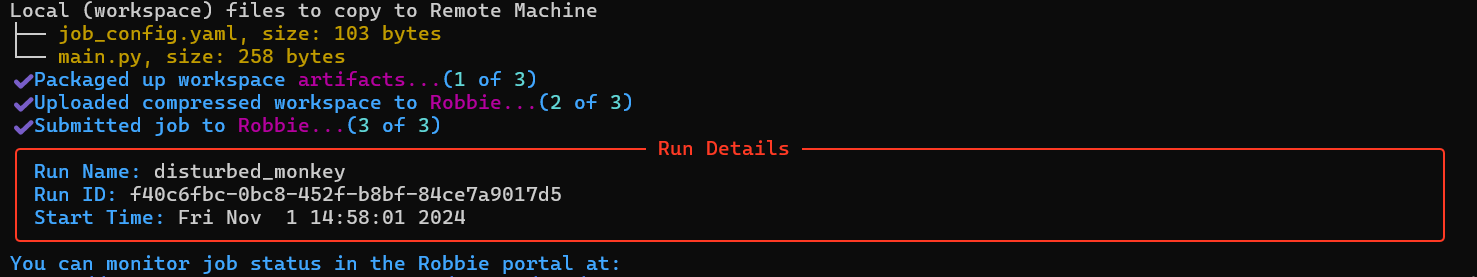 Local (workspace) files to copy to Remote Machine
job_config.yaml, size: 103 bytes
main.py, size: 258 bytes
✔Packaged up workspace artifacts...(1 of 3)
✔Uploaded compressed workspace to Robbie...(2 of 3)
✔Submitted job to Robbie...(3 of 3)
Run Details
Run Name: disturbed_monkey
Run ID: f40c6fbc-0bc8-452f-b8bf-84ce7a9017d5
Start Time: Fri Nov  1 14:58:01 2024
You can monitor job status in the Robbie portal at: